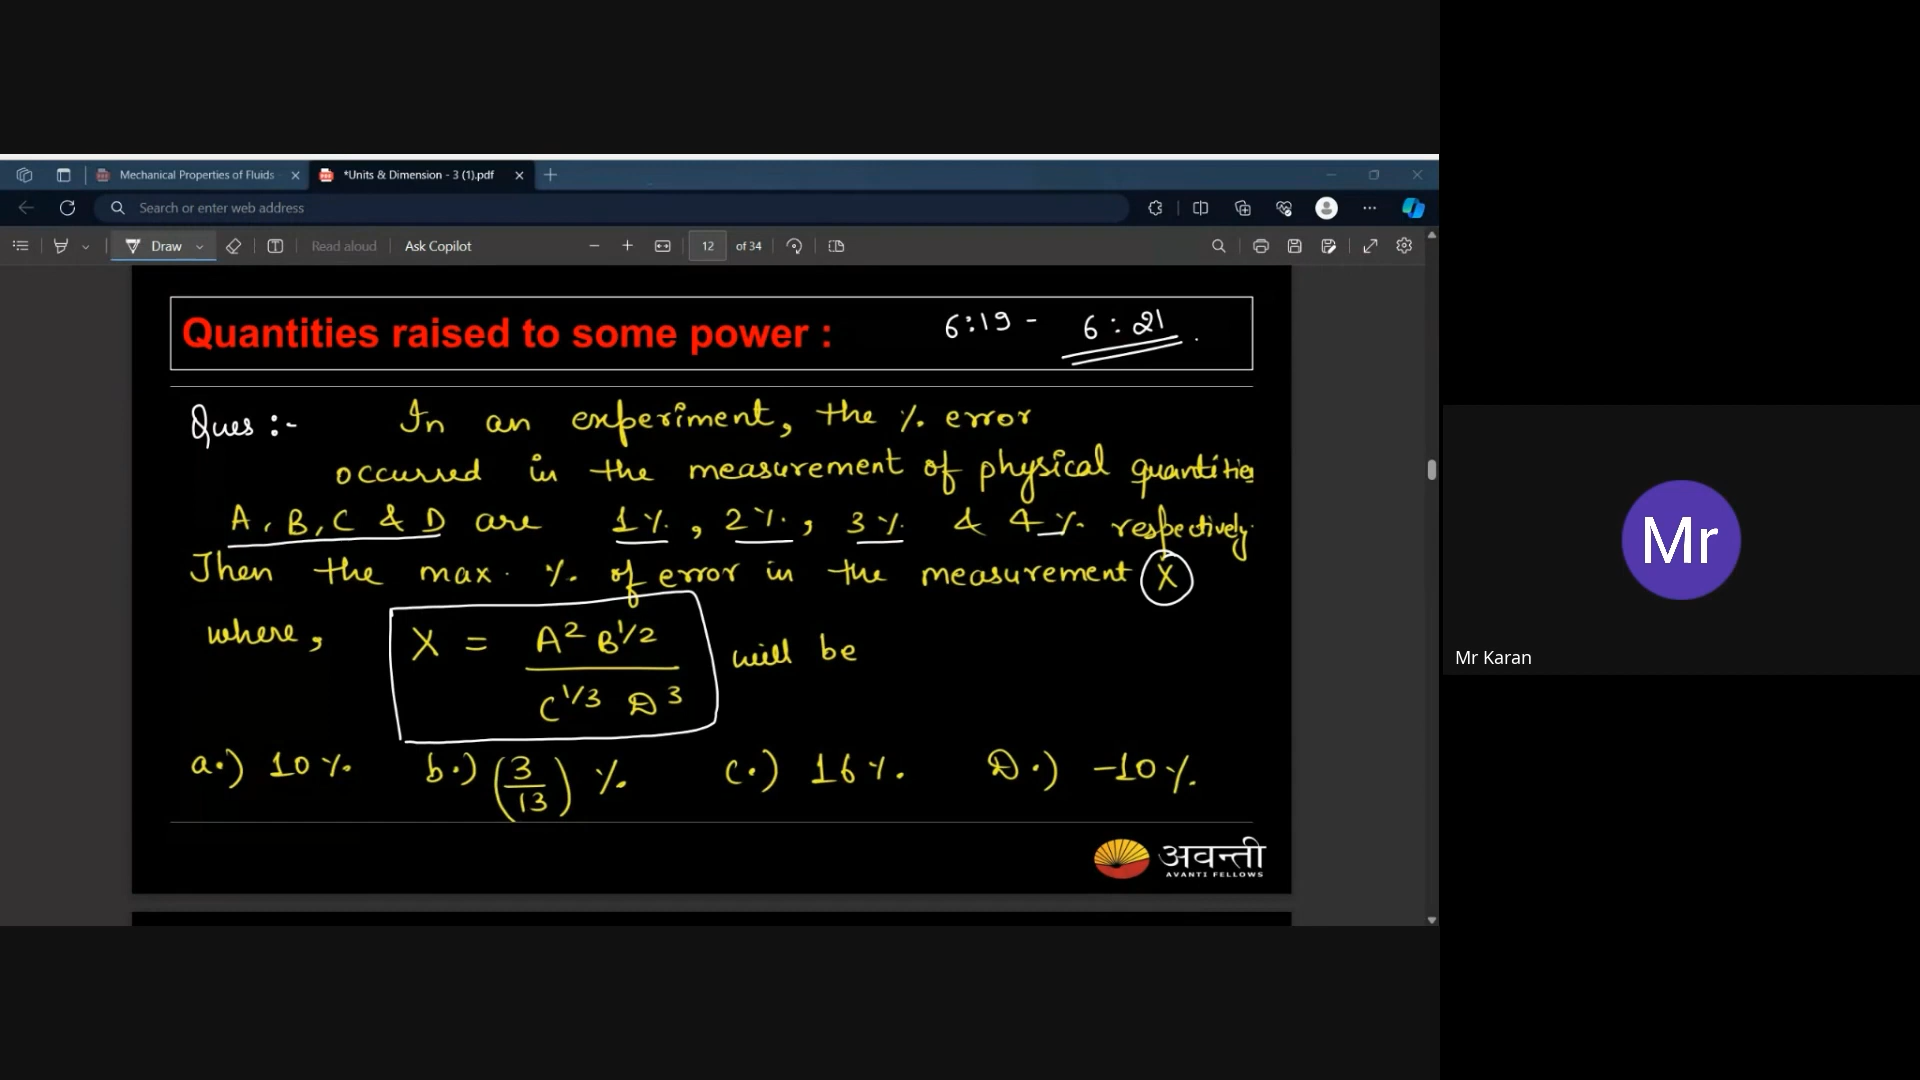 Mechanical Properties of Fluids
*Units & Dimension - 3 (1).pdf
Search or enter web address
Draw
Read aloud
Ask Copilot
12 of 34
Quantities raised to some power :
6:19 - 6:21
Ques :- In an experiment, the % error
occurred in the measurement of physical quantities
A, B, C & D are 1%, 2%, 3% & 4% respectively.
Then the max. % of error in the measurement X
where, X = A² B^1/2 / C^1/3 D³ will be
a.) 10% b.) (3/13) % c.) 16% D.) -10%
अवन्ती
AVANTI FELLOWS
Mr
Mr Karan